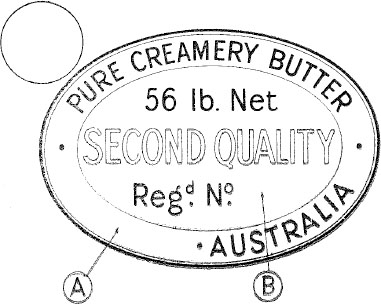 PURE CREAMERY BUTTER
56 lb. Net
SECOND QUALITY
Regd. No.
· AUSTRALIA
A
B